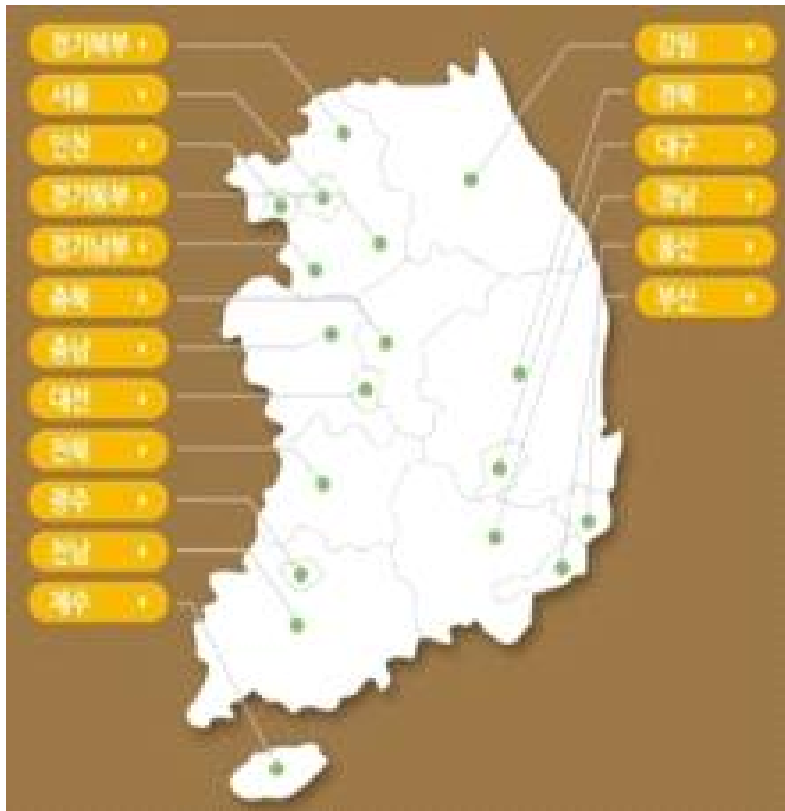 경기북부
서울
인천
경기동부
경기남부
충북
충남
대전
전북
광주
전남
제주
강원
경북
대구
경남
울산
부산